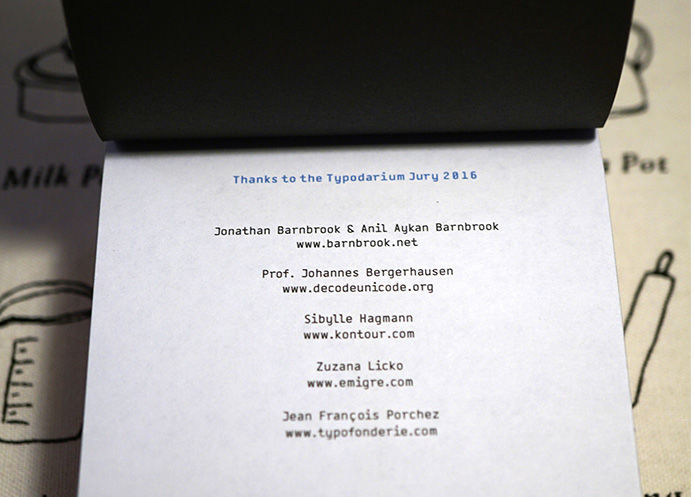 Thanks to the Typodarium Jury 2016
Jonathan Barnbrook & Anil Aykan Barnbrook
www.barnbrook.net
Prof. Johannes Bergerhausen
www.decodeunicode.org
Sibylle Hagmann
www.kontour.com
Zuzana Licko
www.emigre.com
Jean François Porchez
www.typofonderie.com
Milk
Pot